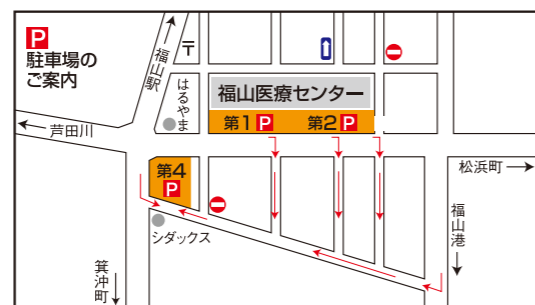 P
駐車場の
ご案内
福山駅
〒
はるやま
福山医療センター
第1 P 第2 P
芦田川
第4
P
松浜町
シダックス
福山港
箕沖町